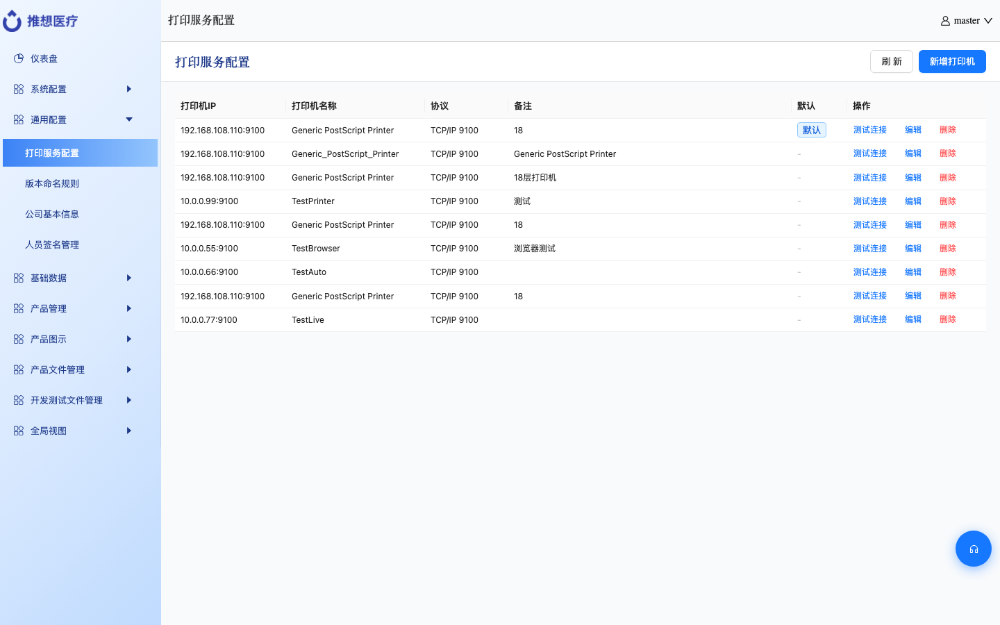 推想医疗
打印服务配置
master
仪表盘
系统配置
通用配置
打印服务配置
版本命名规则
公司基本信息
人员签名管理
基础数据
产品管理
产品图示
产品文件管理
开发测试文件管理
全局视图
打印服务配置
刷 新
新增打印机
打印机IP 打印机名称 协议 备注 默认 操作
192.168.108.110:9100 Generic PostScript Printer TCP/IP 9100 18 默认 测试连接 编辑 删除
192.168.108.110:9100 Generic_PostScript_Printer TCP/IP 9100 Generic PostScript Printer - 测试连接 编辑 删除
192.168.108.110:9100 Generic PostScript Printer TCP/IP 9100 18层打印机 - 测试连接 编辑 删除
10.0.0.99:9100 TestPrinter TCP/IP 9100 测试 - 测试连接 编辑 删除
192.168.108.110:9100 Generic PostScript Printer TCP/IP 9100 18 - 测试连接 编辑 删除
10.0.0.55:9100 TestBrowser TCP/IP 9100 浏览器测试 - 测试连接 编辑 删除
10.0.0.66:9100 TestAuto TCP/IP 9100 - 测试连接 编辑 删除
192.168.108.110:9100 Generic PostScript Printer TCP/IP 9100 18 - 测试连接 编辑 删除
10.0.0.77:9100 TestLive TCP/IP 9100 - 测试连接 编辑 删除